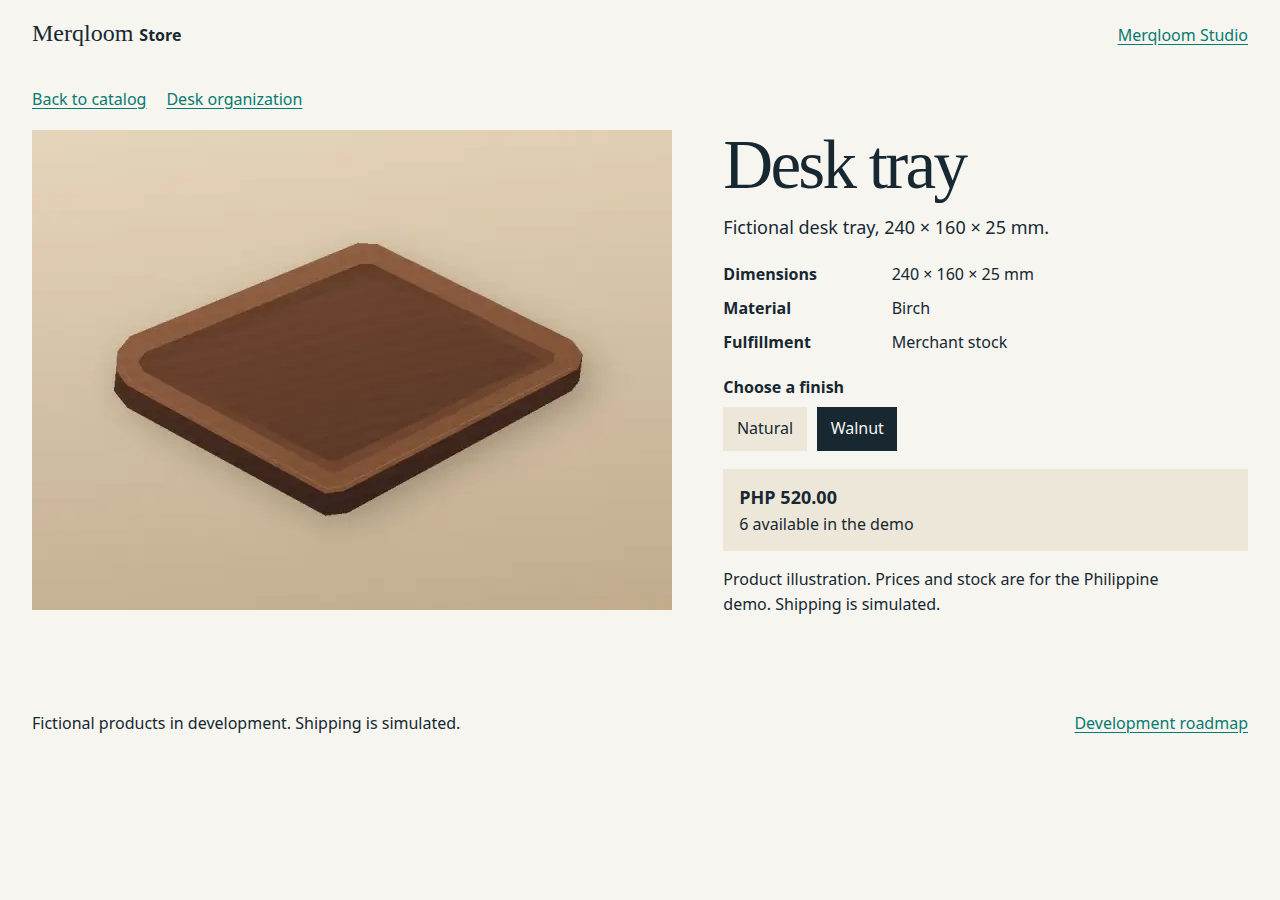 Merqloom Store
Merqloom Studio
Back to catalog
Desk organization
Desk tray
Fictional desk tray, 240 × 160 × 25 mm.
Dimensions 240 × 160 × 25 mm
Material Birch
Fulfillment Merchant stock
Choose a finish
Natural
Walnut
PHP 520.00
6 available in the demo
Product illustration. Prices and stock are for the Philippine
demo. Shipping is simulated.
Fictional products in development. Shipping is simulated.
Development roadmap